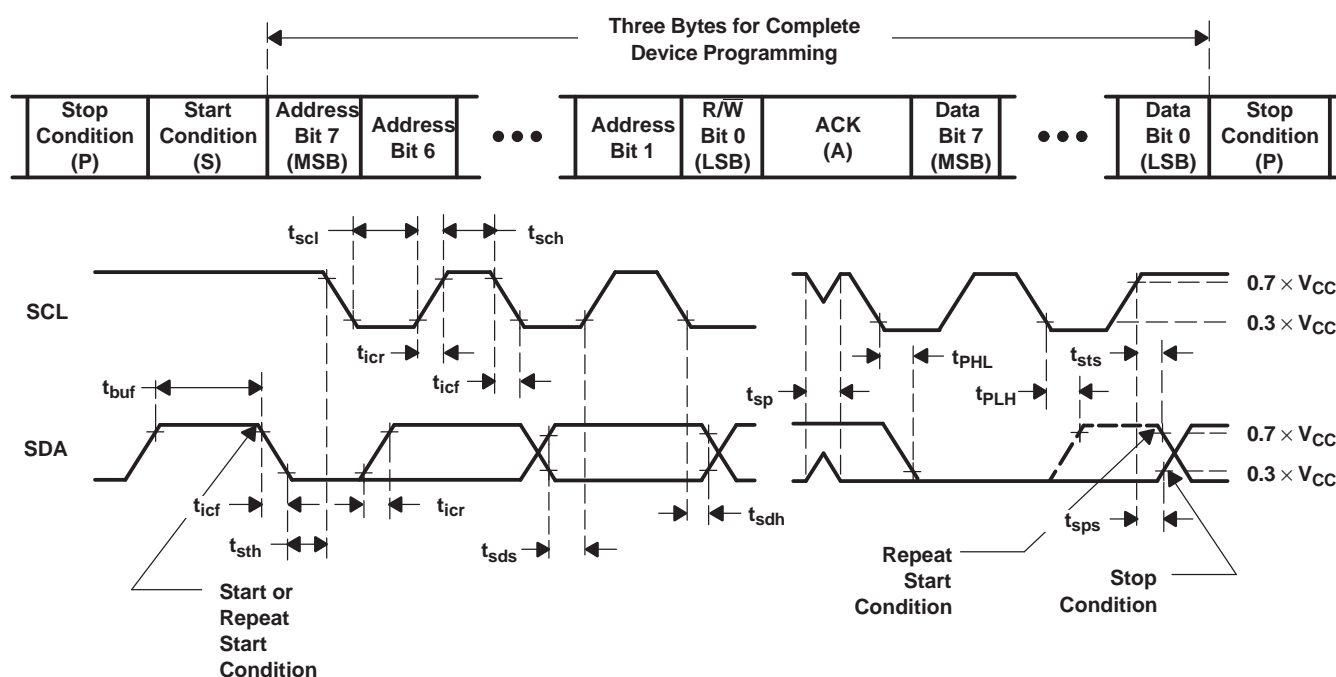 Three Bytes for Complete
Device Programming
Stop
Condition
(P)
Start
Condition
(S)
Address
Bit 7
(MSB)
Address
Bit 6
•••
Address
Bit 1
R/W̅
Bit 0
(LSB)
ACK
(A)
Data
Bit 7
(MSB)
•••
Data
Bit 0
(LSB)
Stop
Condition
(P)
tscl
tsch
SCL
0.7 × VCC
0.3 × VCC
ticr
ticf
tPHL
tsts
tbuf
tsp
tPLH
SDA
0.7 × VCC
0.3 × VCC
ticf
ticr
tsdh
tsps
tsth
tsds
Start or
Repeat
Start
Condition
Repeat
Start
Condition
Stop
Condition